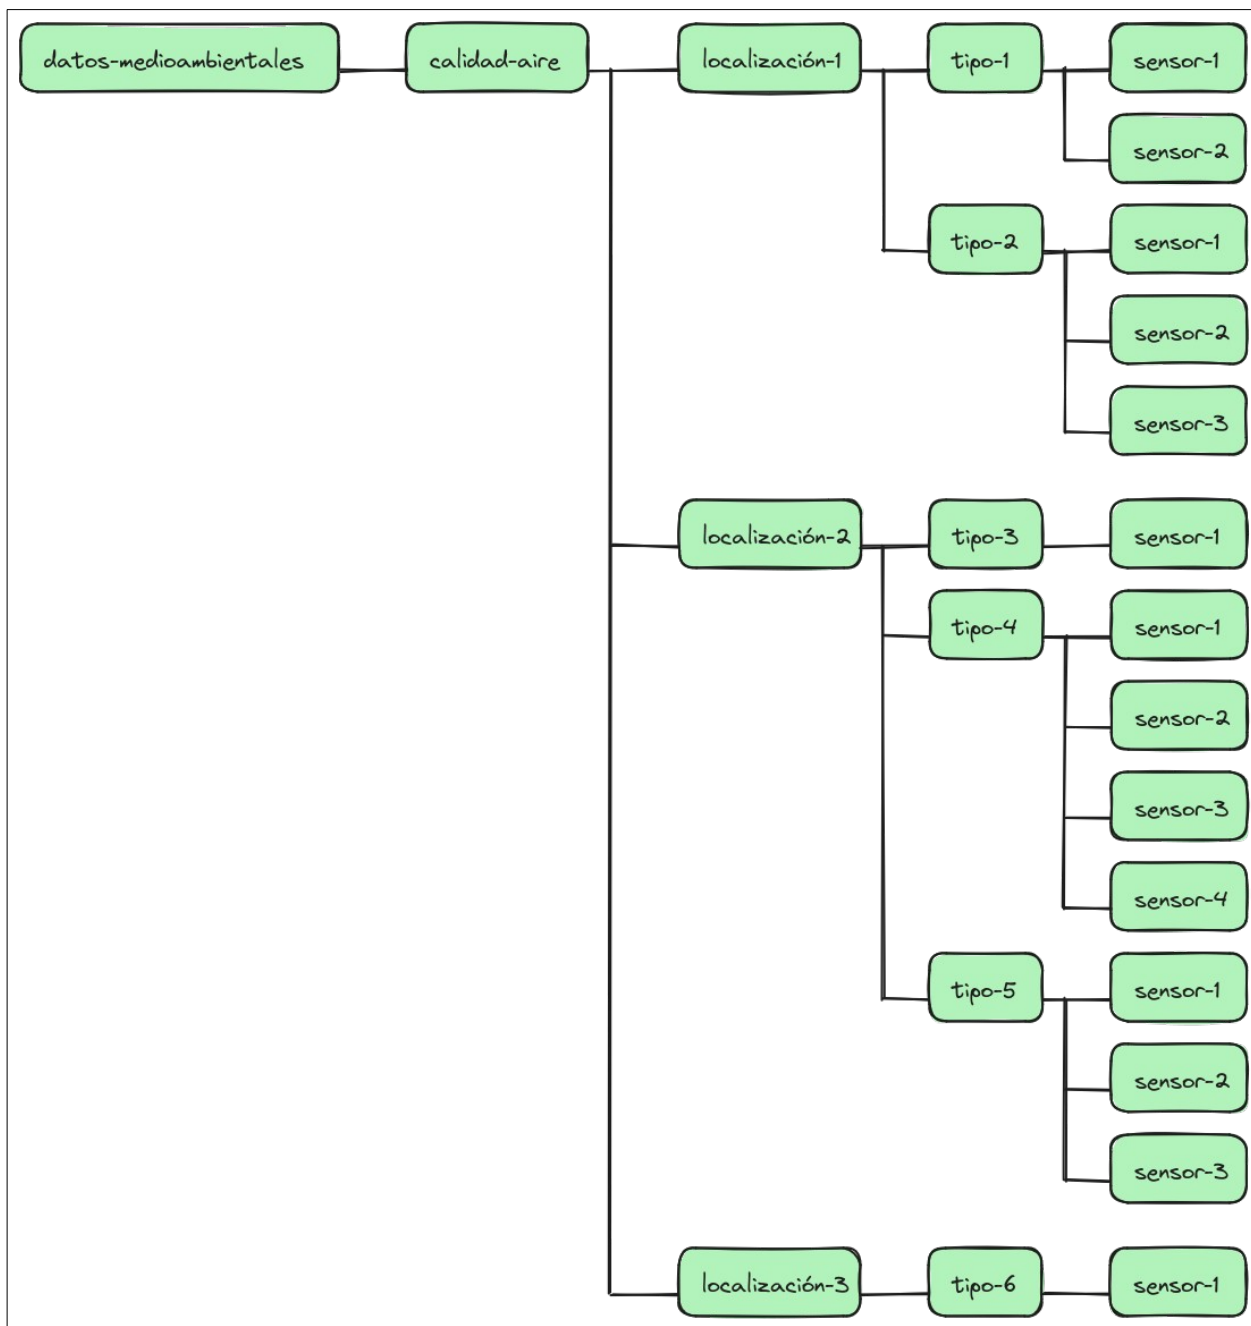 datos-medioambientales
calidad-aire
localización-1
tipo-1
sensor-1
sensor-2
tipo-2
sensor-1
sensor-2
sensor-3
localización-2
tipo-3
sensor-1
tipo-4
sensor-1
sensor-2
sensor-3
sensor-4
tipo-5
sensor-1
sensor-2
sensor-3
localización-3
tipo-6
sensor-1